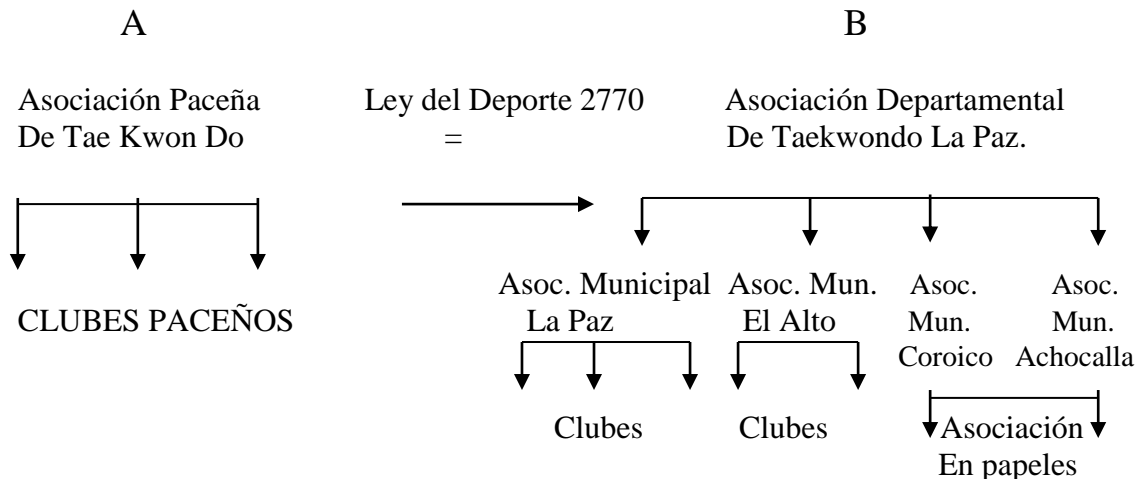 A B
Asociación Paceña
De Tae Kwon Do
Ley del Deporte 2770
=
Asociación Departamental
De Taekwondo La Paz.
CLUBES PACEÑOS
Asoc. Municipal
La Paz
Asoc. Mun.
El Alto
Asoc.
Mun.
Coroico
Asoc.
Mun.
Achocalla
Clubes
Clubes
Asociación
En papeles